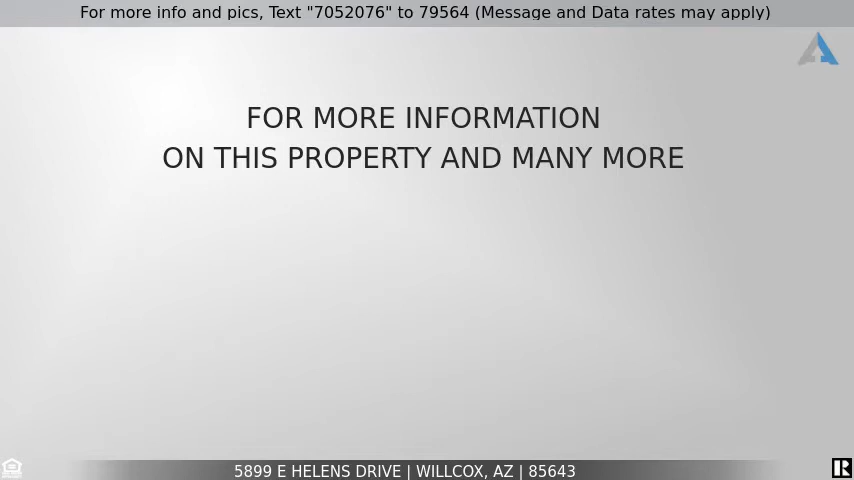 For more info and pics, Text "7052076" to 79564 (Message and Data rates may apply)
FOR MORE INFORMATION
ON THIS PROPERTY AND MANY MORE
5899 E HELENS DRIVE | WILLCOX, AZ | 85643